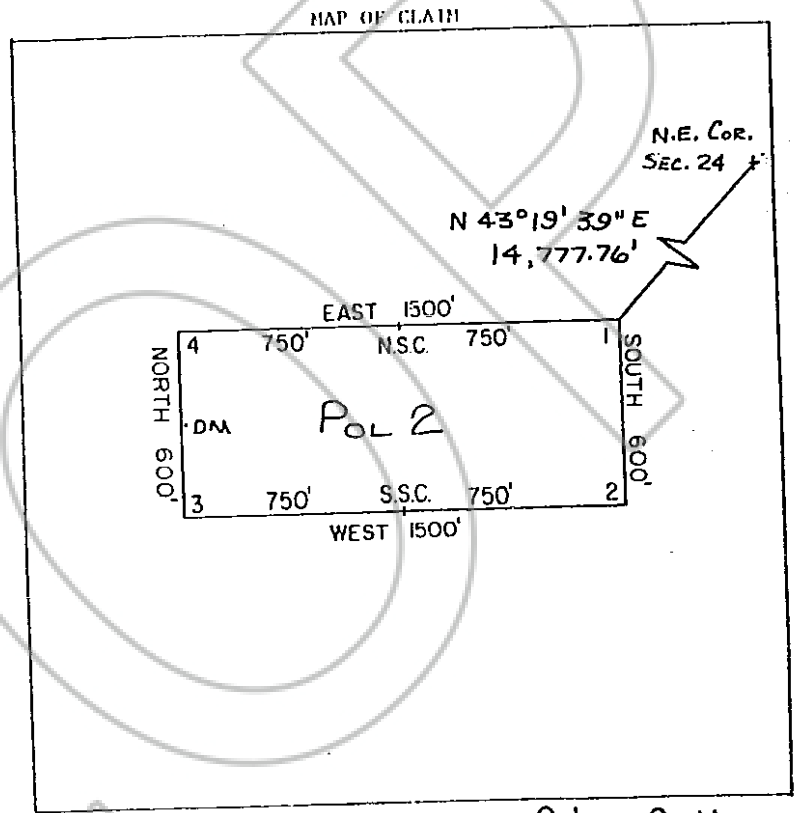 MAP OF CLAIM
N.E. COR.
SEC. 24
N 43°19' 39" E
14,777.76'
EAST 1500'
4 750' N.S.C. 750' 1
NORTH 600'
SOUTH 600'
DM
POL 2
3 750' S.S.C. 750' 2
WEST 1500'